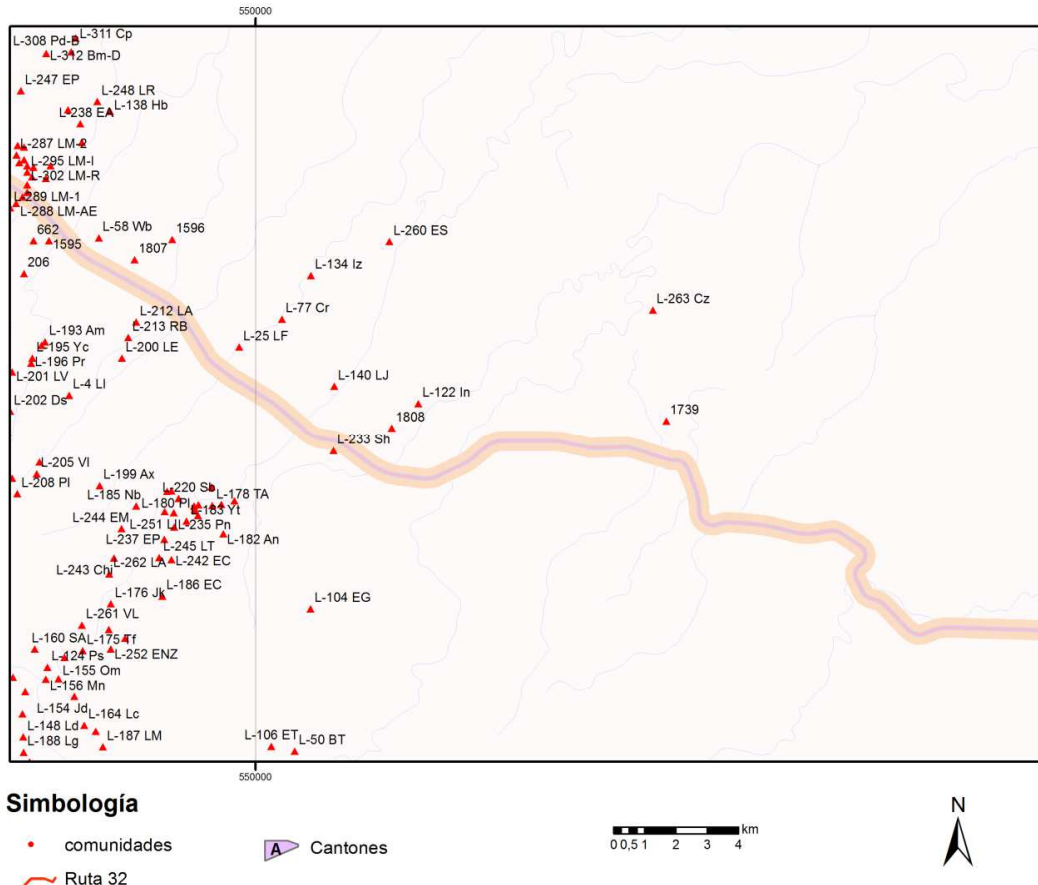 550000
L-311 Cp
L-308 Pd-B
L-312 Bm-D
L-247 EP
L-248 LR
L-138 Hb
L-238 EA
L-287 LM-2
L-295 LM-I
L-302 LM-R
L-289 LM-1
L-288 LM-AE
L-58 Wb
1596
L-260 ES
662
1595
1807
206
L-134 Iz
L-263 Cz
L-212 LA
L-77 Cr
L-213 RB
L-193 Am
L-25 LF
L-195 Yc
L-200 LE
L-196 Pr
L-201 LV
L-4 LI
L-140 LJ
L-202 Ds
L-122 In
1739
1808
L-233 Sh
L-205 VI
L-199 Ax
L-208 Pl
L-220 Sb
L-185 Nb
L-178 TA
L-180 Pl
L-183 Yt
L-244 EM
L-251 LI
L-235 Pn
L-237 EP
L-182 An
L-245 LT
L-262 LA
L-242 EC
L-243 Chi
L-186 EC
L-176 Jk
L-104 EG
L-261 VL
L-160 SA
L-175 Tf
L-124 Ps
L-252 ENZ
L-155 Om
L-156 Mn
L-154 Jd
L-164 Lc
L-148 Ld
L-188 Lg
L-187 LM
L-106 ET
L-50 BT
550000
Simbología
comunidades
A Cantones
Ruta 32
km
0 0,5 1 2 3 4
N